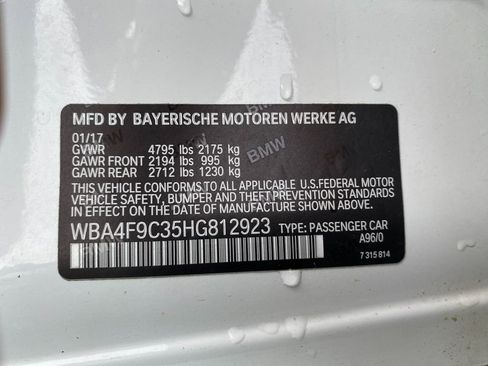 MFD BY BAYERISCHE MOTOREN WERKE AG
01/17
GVWR 4795 lbs 2175 kg
GAWR FRONT 2194 lbs 995 kg
GAWR REAR 2712 lbs 1230 kg
THIS VEHICLE CONFORMS TO ALL APPLICABLE U.S.FEDERAL MOTOR
VEHICLE SAFETY, BUMPER, AND THEFT PREVENTION STANDARDS
IN EFFECT ON THE DATE OF MANUFACTURE SHOWN ABOVE.
WBA4F9C35HG812923 TYPE: PASSENGER CAR
A96/0
7 315 814
BMW
BMW
BMW